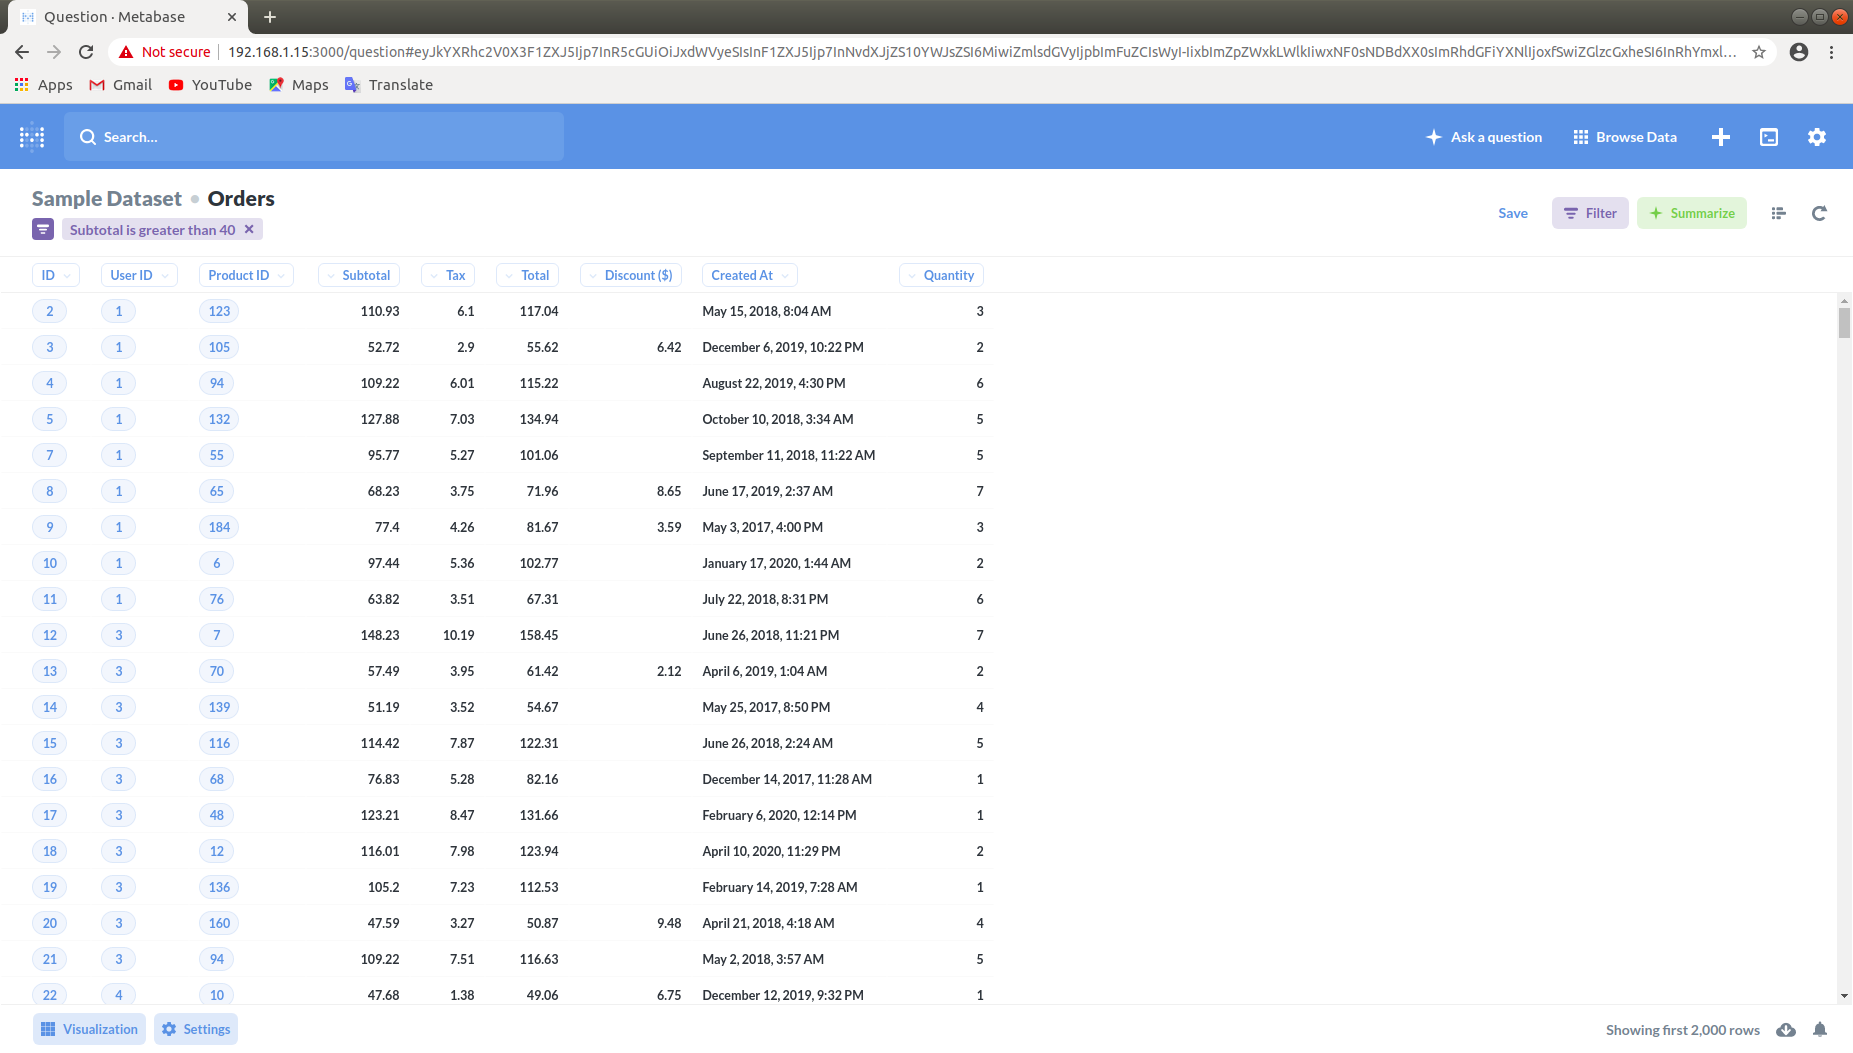 Question · Metabase
Not secure 192.168.1.15:3000/question#eyJkYXRhc2V0X3F1ZXJ5Ijp7InR5cGUiOiJxdWVyeSIsInF1ZXJ5Ijp7InNvdXJjZS10YWJsZSI6MiwiZmlsdGVyIjpbImFuZCIsWyI-IixbImZpZWxkLWlkIiwxNF0sNDBdXX0sImRhdGFiYXNlIjoxfSwiZGlzcGxheSI6InRhYmxl...
Apps Gmail YouTube Maps Translate
Search... Ask a question Browse Data
Sample Dataset • Orders
Subtotal is greater than 40
Save Filter Summarize
ID User ID Product ID Subtotal Tax Total Discount ($) Created At Quantity
2 1 123 110.93 6.1 117.04 May 15, 2018, 8:04 AM 3
3 1 105 52.72 2.9 55.62 6.42 December 6, 2019, 10:22 PM 2
4 1 94 109.22 6.01 115.22 August 22, 2019, 4:30 PM 6
5 1 132 127.88 7.03 134.94 October 10, 2018, 3:34 AM 5
7 1 55 95.77 5.27 101.06 September 11, 2018, 11:22 AM 5
8 1 65 68.23 3.75 71.96 8.65 June 17, 2019, 2:37 AM 7
9 1 184 77.4 4.26 81.67 3.59 May 3, 2017, 4:00 PM 3
10 1 6 97.44 5.36 102.77 January 17, 2020, 1:44 AM 2
11 1 76 63.82 3.51 67.31 July 22, 2018, 8:31 PM 6
12 3 7 148.23 10.19 158.45 June 26, 2018, 11:21 PM 7
13 3 70 57.49 3.95 61.42 2.12 April 6, 2019, 1:04 AM 2
14 3 139 51.19 3.52 54.67 May 25, 2017, 8:50 PM 4
15 3 116 114.42 7.87 122.31 June 26, 2018, 2:24 AM 5
16 3 68 76.83 5.28 82.16 December 14, 2017, 11:28 AM 1
17 3 48 123.21 8.47 131.66 February 6, 2020, 12:14 PM 1
18 3 12 116.01 7.98 123.94 April 10, 2020, 11:29 PM 2
19 3 136 105.2 7.23 112.53 February 14, 2019, 7:28 AM 1
20 3 160 47.59 3.27 50.87 9.48 April 21, 2018, 4:18 AM 4
21 3 94 109.22 7.51 116.63 May 2, 2018, 3:57 AM 5
22 4 10 47.68 1.38 49.06 6.75 December 12, 2019, 9:32 PM 1
Visualization Settings Showing first 2,000 rows